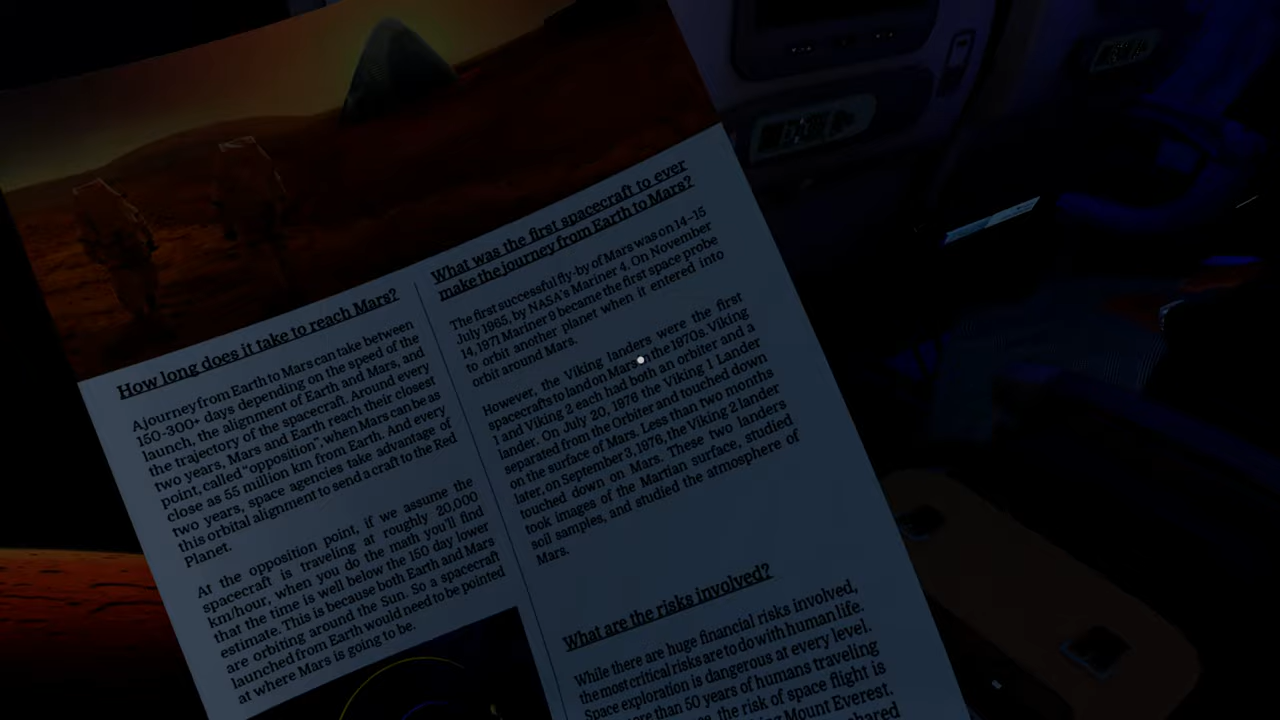 How long does it take to reach Mars?
A journey from Earth to Mars can take between
150-300+ days depending on the speed of the
launch, the alignment of Earth and Mars, and
the trajectory of the spacecraft. Around every
two years, Mars and Earth reach their closest
point, called "opposition", when Mars can be as
close as 55 million km from Earth. And every
two years, space agencies take advantage of
this orbital alignment to send a craft to the Red
Planet.
At the opposition point, if we assume the
spacecraft is traveling at roughly 20,000
km/hour, when you do the math you'll find
that the time is well below the 150 day lower
estimate. This is because both Earth and Mars
are orbiting around the Sun. So a spacecraft
launched from Earth would need to be pointed
at where Mars is going to be.
What was the first spacecraft to ever
make the journey from Earth to Mars?
The first successful fly-by of Mars was on 14-15
July 1965, by NASA's Mariner 4. On November
14, 1971 Mariner 9 became the first space probe
to orbit another planet when it entered into
orbit around Mars.
However, the Viking landers were the first
spacecrafts to land on Mars in the 1970s. Viking
1 and Viking 2 each had both an orbiter and a
lander. On July 20, 1976 the Viking 1 Lander
separated from the Orbiter and touched down
on the surface of Mars. Less than two months
later, on September 3, 1976, the Viking 2 lander
touched down on Mars. These two landers
took images of the Martian surface, studied
soil samples, and studied the atmosphere of
Mars.
What are the risks involved?
While there are huge financial risks involved,
the most critical risks are to do with human life.
Space exploration is dangerous at every level.
more than 50 years of humans traveling
the risk of space flight is
Mount Everest.
shared